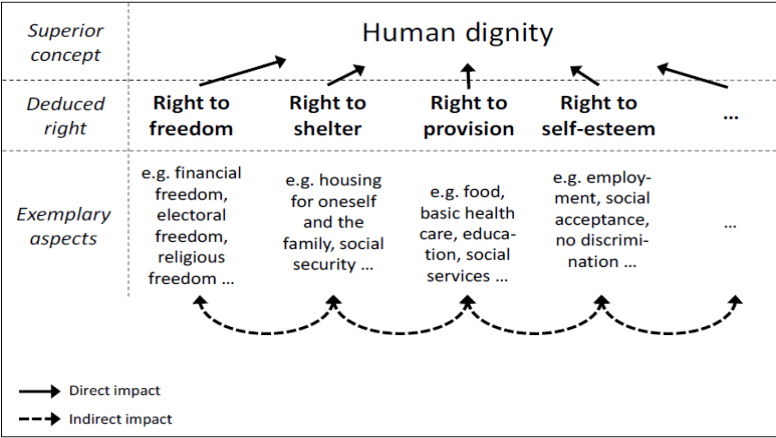 Superior
concept
Human dignity
Deduced
right
Right to
freedom
Right to
shelter
Right to
provision
Right to
self-esteem
...
Exemplary
aspects
e.g. financial
freedom,
electoral
freedom,
religious
freedom ...
e.g. housing
for oneself
and the
family, social
security ...
e.g. food,
basic health
care, educa-
tion, social
services ...
e.g. employ-
ment, social
acceptance,
no discrimi-
nation ...
...
Direct impact
Indirect impact